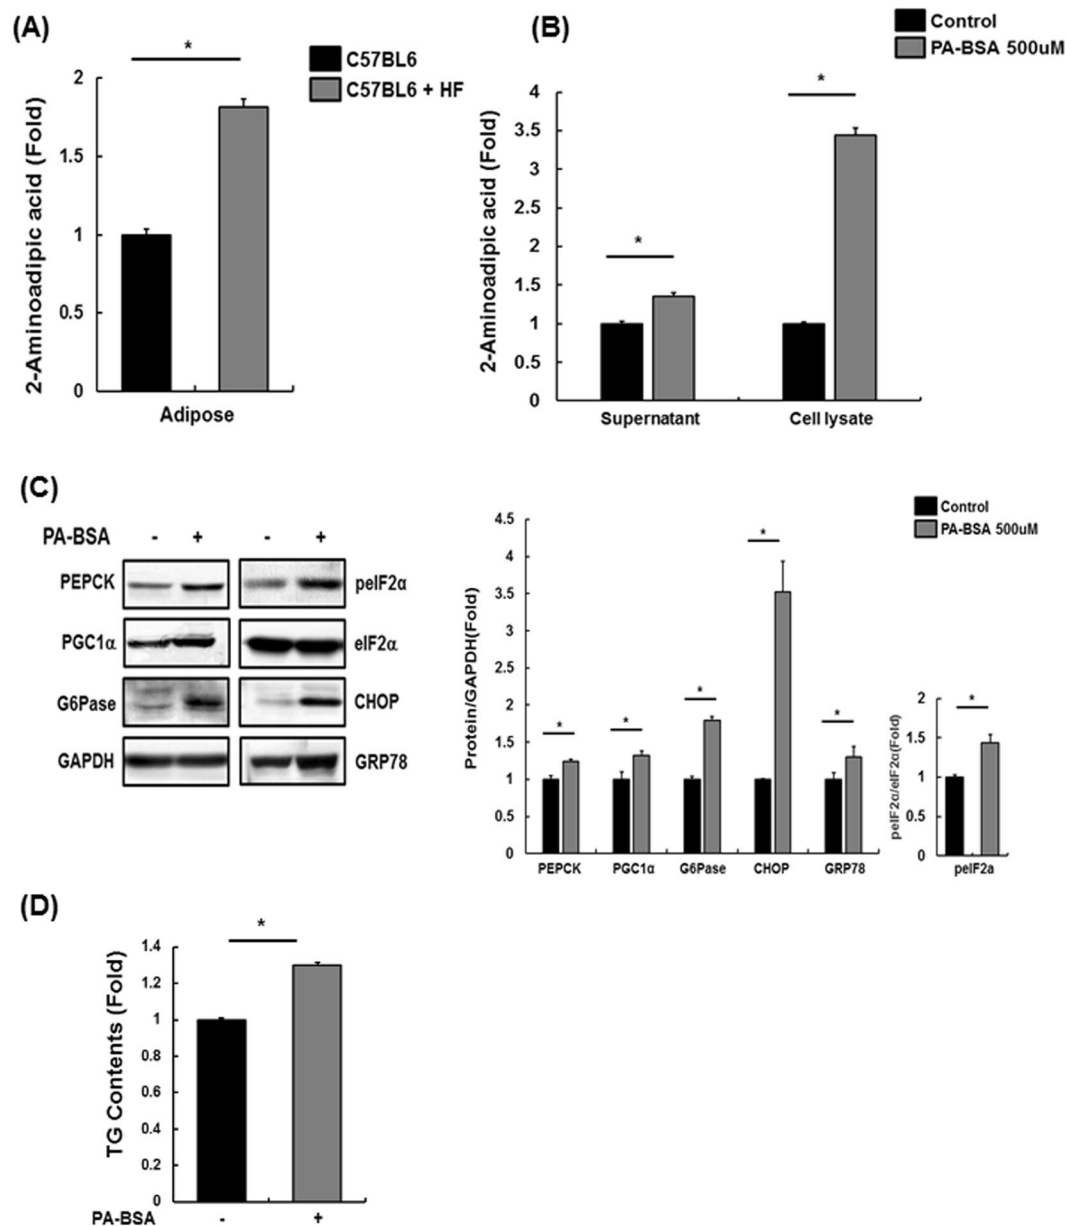 (A)
*
C57BL6
C57BL6 + HF
2-Aminoadipic acid (Fold)
2
1.5
1
0.5
0
Adipose
(B)
Control
PA-BSA 500uM
*
*
2-Aminoadipic acid (Fold)
4
3.5
3
2.5
2
1.5
1
0.5
0
Supernatant Cell lysate
(C)
PA-BSA - + - +
PEPCK peIF2α
PGC1α eIF2α
G6Pase CHOP
GAPDH GRP78
Control
PA-BSA 500uM
Protein/GAPDH(Fold)
4.5
4
3.5
3
2.5
2
1.5
1
0.5
0
* * * * *
PEPCK PGC1α G6Pase CHOP GRP78
peIF2α/eIF2α(Fold)
2
1.5
1
0.5
0
*
peIF2a
(D)
*
TG Contents (Fold)
1.4
1.2
1
0.8
0.6
0.4
0.2
0
PA-BSA - +